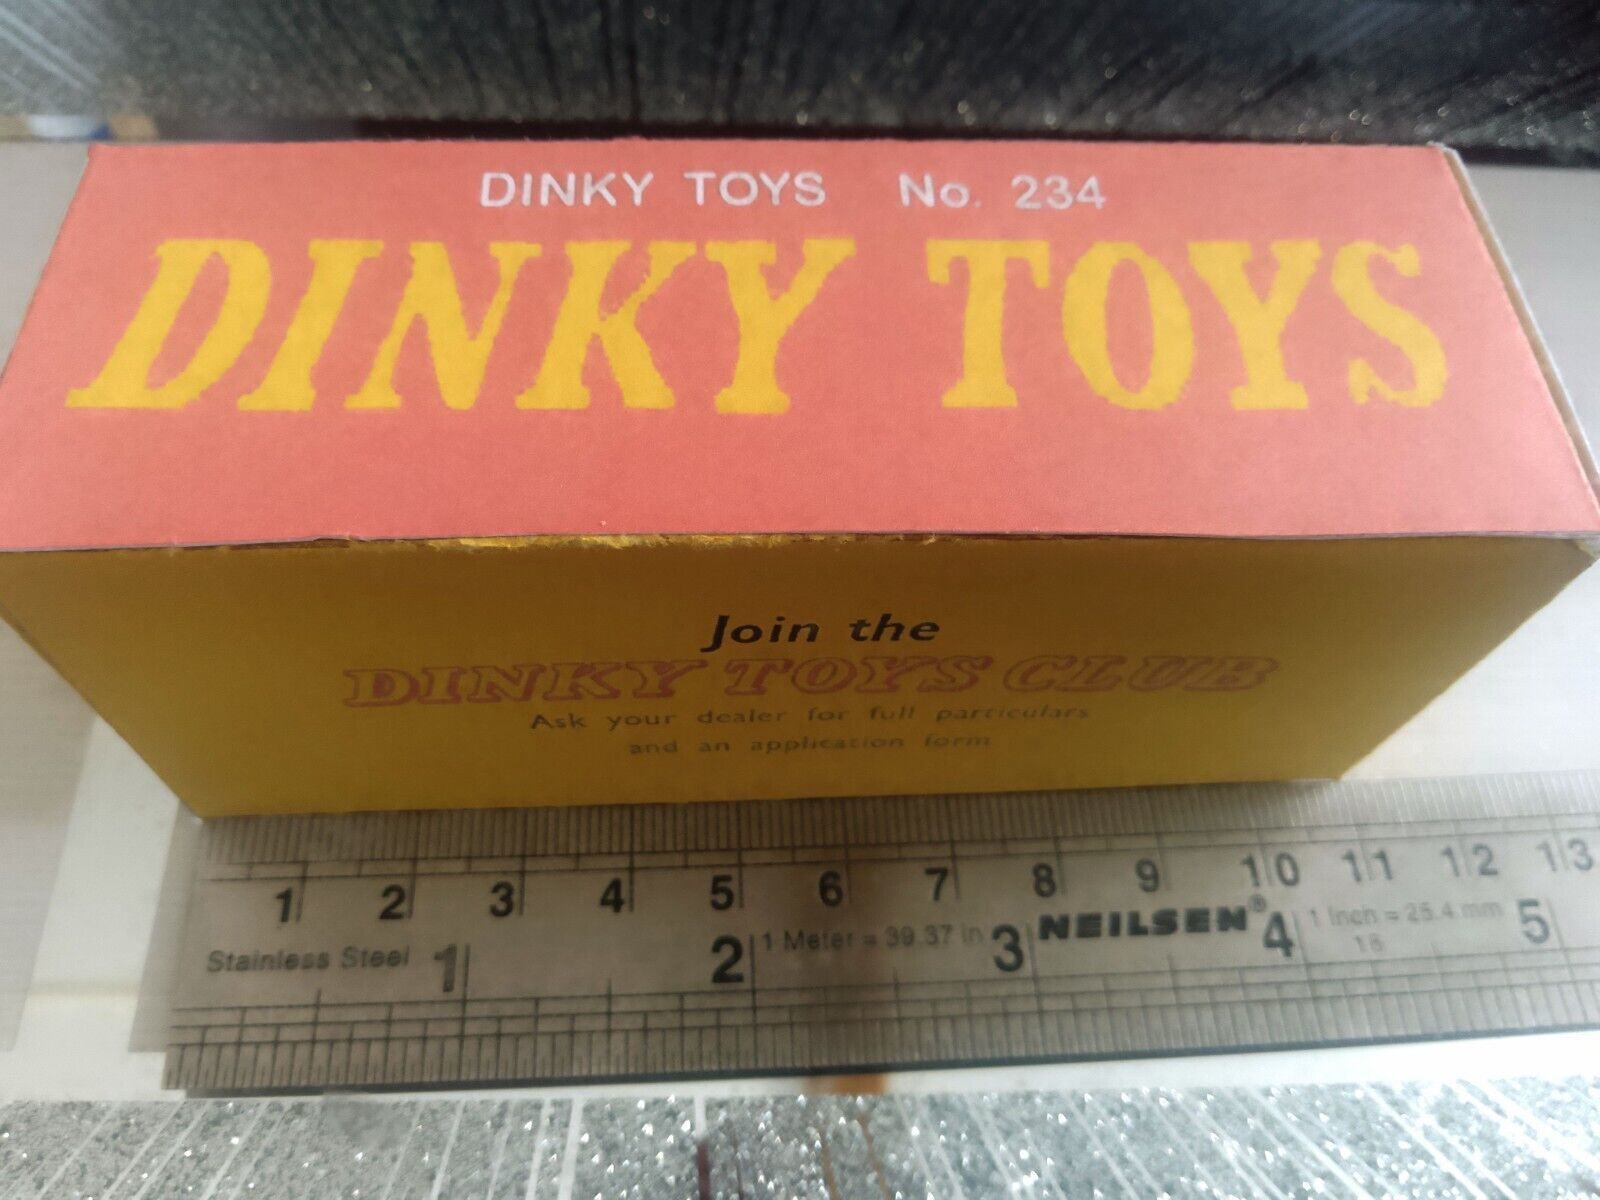 DINKY TOYS No. 234
DINKY TOYS
Join the
DINKY TOYS CLUB
Ask your dealer for full particulars
and an application form
1 2 3 4 5 6 7 8 9 10 11 12 13
Stainless Steel 1 2 1 Meter = 39.37 in 3 NEILSEN® 4 1 Inch = 25.4 mm 5
16